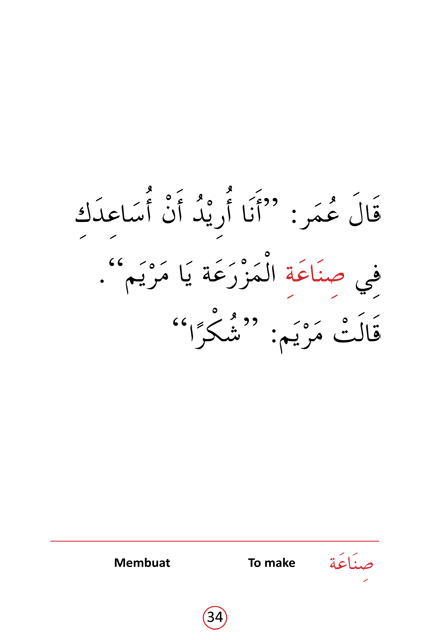 قَالَ عُمَر: ”أَنَا أُرِيْدُ أَنْ أُسَاعِدَكِ
فِي صِنَاعَةِ الْمَزْرَعَة يَا مَرْيَم“.
قَالَتْ مَرْيَم: ”شُكْرًا“
صِنَاعَة To make Membuat
34